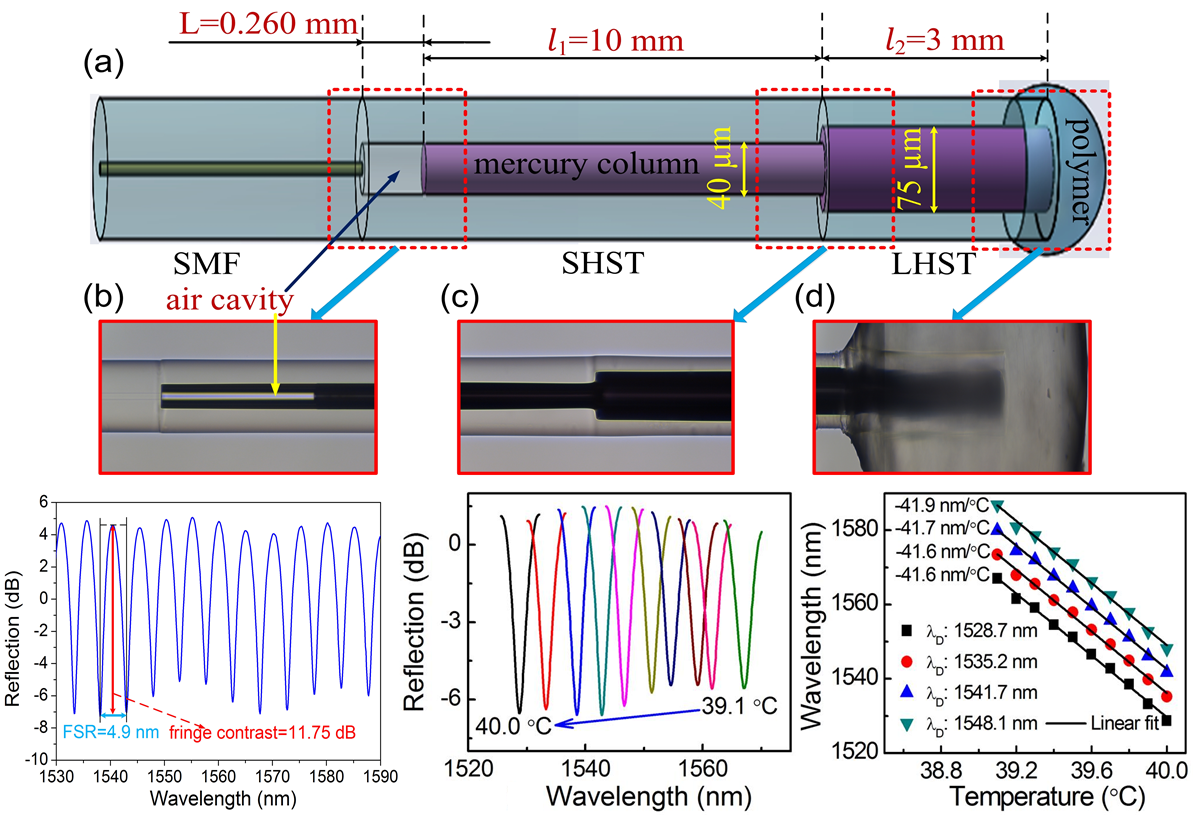 L=0.260 mm
l₁=10 mm
l₂=3 mm
(a)
mercury column
40 µm
75 µm
polymer
SMF
SHST
LHST
(b)
air cavity
(c)
(d)
6
4
2
0
-2
-4
-6
-8
-10
Reflection (dB)
FSR=4.9 nm
fringe contrast=11.75 dB
1530
1540
1550
1560
1570
1580
1590
Wavelength (nm)
0
-3
-6
Reflection (dB)
40.0 °C
39.1 °C
1520
1540
1560
Wavelength (nm)
1580
1560
1540
1520
Wavelength (nm)
-41.9 nm/°C
-41.7 nm/°C
-41.6 nm/°C
-41.6 nm/°C
λD: 1528.7 nm
λD: 1535.2 nm
λD: 1541.7 nm
λD: 1548.1 nm
Linear fit
38.8
39.2
39.6
40.0
Temperature (°C)